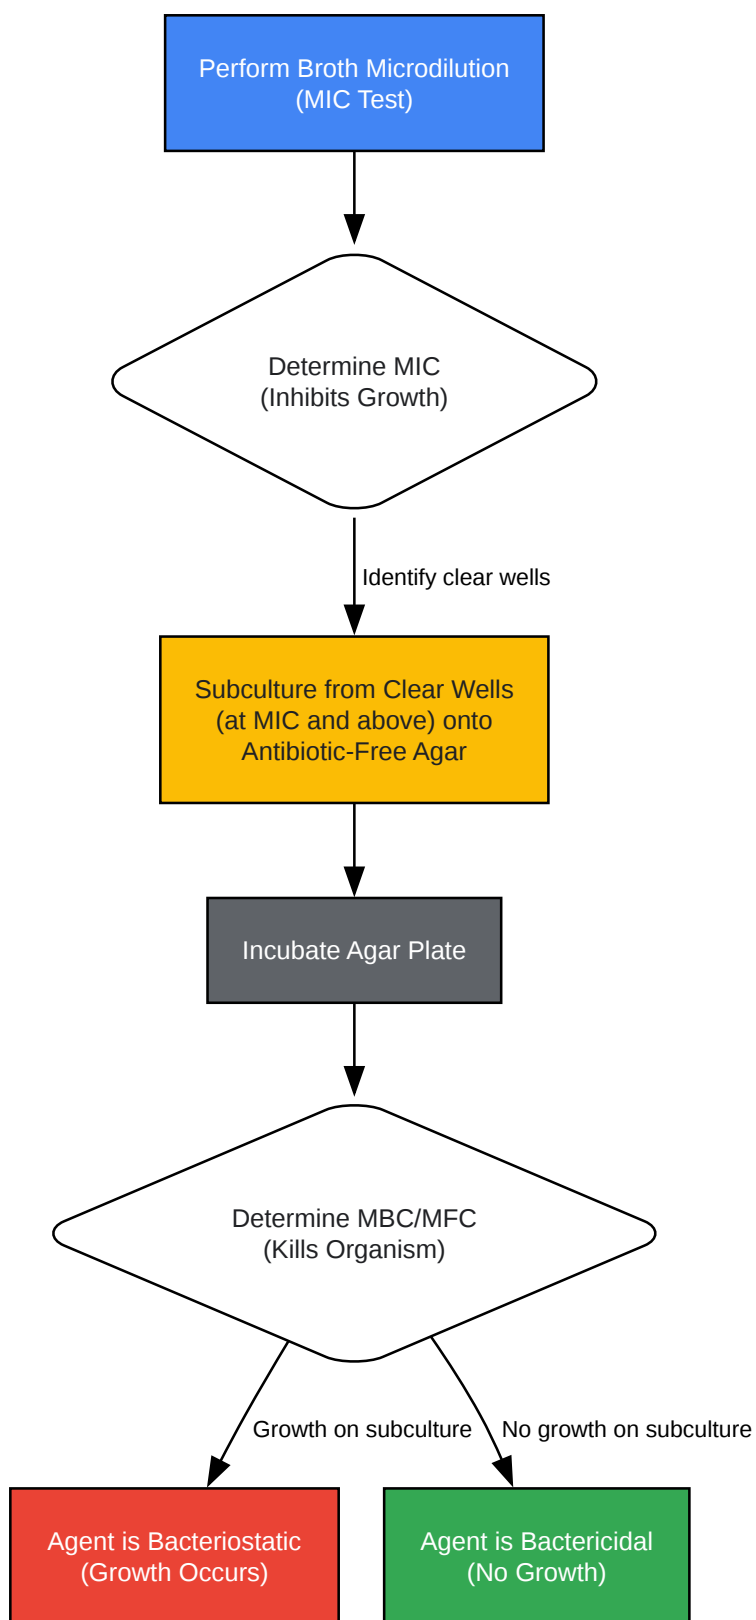 Perform Broth Microdilution
(MIC Test)
Determine MIC
(Inhibits Growth)
Identify clear wells
Subculture from Clear Wells
(at MIC and above) onto
Antibiotic-Free Agar
Incubate Agar Plate
Determine MBC/MFC
(Kills Organism)
Growth on subculture
No growth on subculture
Agent is Bacteriostatic
(Growth Occurs)
Agent is Bactericidal
(No Growth)